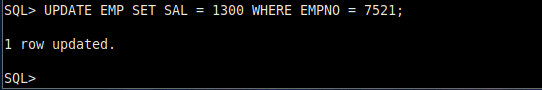 SQL> UPDATE EMP SET SAL = 1300 WHERE EMPNO = 7521;
1 row updated.
SQL>